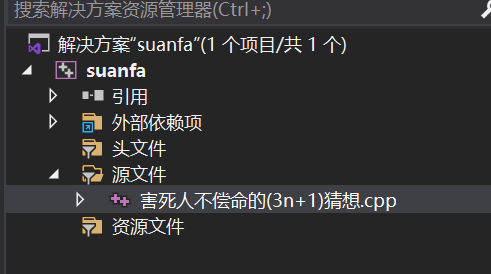 搜索解决方案资源管理器(Ctrl+;)
解决方案"suanfa"(1 个项目/共 1 个)
suanfa
引用
外部依赖项
头文件
源文件
害死人不偿命的(3n+1)猜想.cpp
资源文件